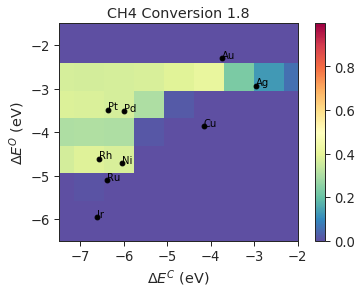 CH4 Conversion 1.8
−2
−3
−4
−5
−6
ΔE^O (eV)
Au
Ag
Pt
Pd
Cu
Rh
Ni
Ru
Ir
−7
−6
−5
−4
−3
−2
ΔE^C (eV)
0.8
0.6
0.4
0.2
0.0